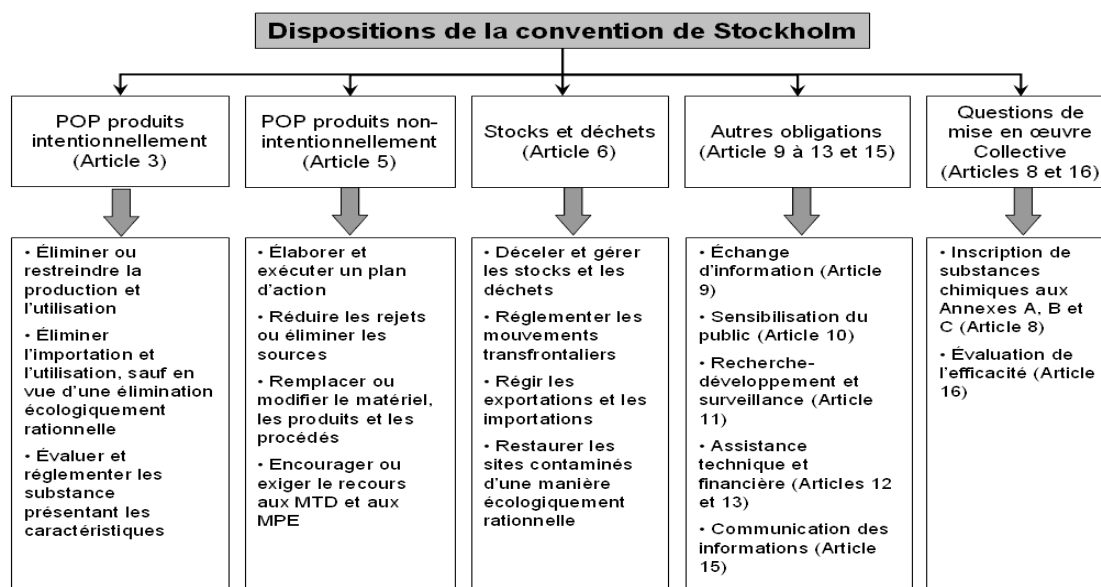 Dispositions de la convention de Stockholm
POP produits
intentionnellement
(Article 3)
• Éliminer ou
restreindre la
production et
l'utilisation
• Éliminer
l'importation et
l'utilisation, sauf en
vue d'une élimination
écologiquement
rationnelle
• Évaluer et
réglementer les
substance
présentant les
caractéristiques
POP produits non-
intentionnellement
(Article 5)
• Élaborer et
exécuter un plan
d'action
• Réduire les rejets
ou éliminer les
sources
• Remplacer ou
modifier le matériel,
les produits et les
procédés
• Encourager ou
exiger le recours
aux MTD et aux
MPE
Stocks et déchets
(Article 6)
• Déceler et gérer
les stocks et les
déchets
• Réglementer les
mouvements
transfrontaliers
• Régir les
exportations et les
importations
• Restaurer les
sites contaminés
d'une manière
écologiquement
rationnelle
Autres obligations
(Article 9 à 13 et 15)
• Échange
d'information (Article
9)
• Sensibilisation du
public (Article 10)
• Recherche-
développement et
surveillance (Article
11)
• Assistance
technique et
financière (Articles 12
et 13)
• Communication des
informations (Article
15)
Questions de
mise en œuvre
Collective
(Articles 8 et 16)
• Inscription de
substances
chimiques aux
Annexes A, B et
C (Article 8)
• Évaluation de
l'efficacité (Article
16)